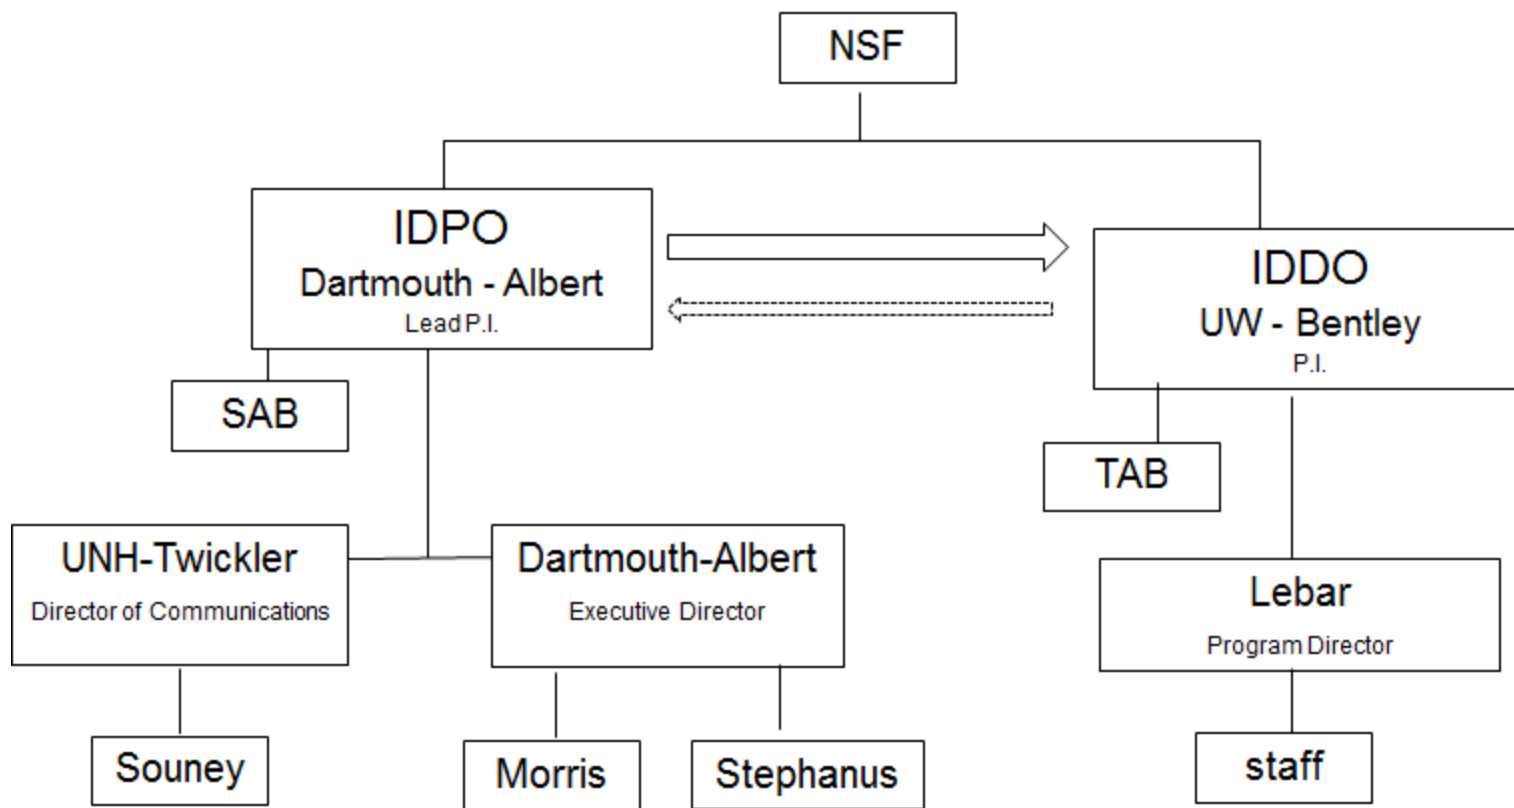 NSF
IDPO
Dartmouth - Albert
Lead P.I.
IDDO
UW - Bentley
P.I.
SAB
TAB
UNH-Twickler
Director of Communications
Dartmouth-Albert
Executive Director
Lebar
Program Director
Souney
Morris
Stephanus
staff